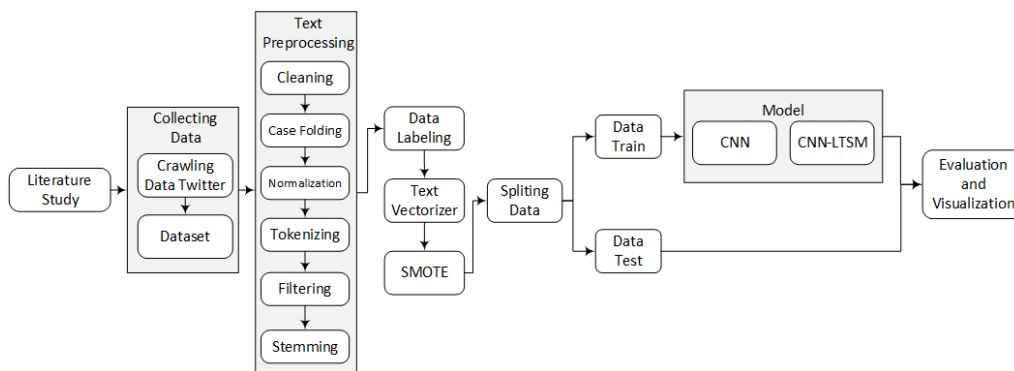 Literature
Study
Collecting
Data
Crawling
Data Twitter
Dataset
Text
Preprocessing
Cleaning
Case Folding
Normalization
Tokenizing
Filtering
Stemming
Data
Labeling
Text
Vectorizer
SMOTE
Spliting
Data
Data
Train
Data
Test
Model
CNN
CNN-LTSM
Evaluation
and
Visualization